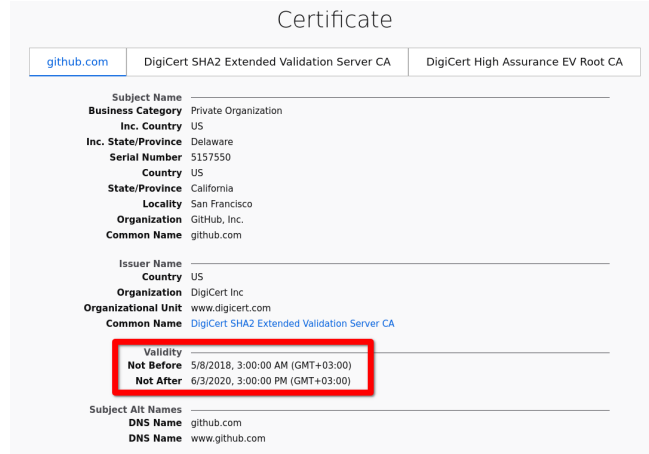 Certificate
github.com DigiCert SHA2 Extended Validation Server CA DigiCert High Assurance EV Root CA
Subject Name
Business Category Private Organization
Inc. Country US
Inc. State/Province Delaware
Serial Number 5157550
Country US
State/Province California
Locality San Francisco
Organization GitHub, Inc.
Common Name github.com
Issuer Name
Country US
Organization DigiCert Inc
Organizational Unit www.digicert.com
Common Name DigiCert SHA2 Extended Validation Server CA
Validity
Not Before 5/8/2018, 3:00:00 AM (GMT+03:00)
Not After 6/3/2020, 3:00:00 PM (GMT+03:00)
Subject Alt Names
DNS Name github.com
DNS Name www.github.com